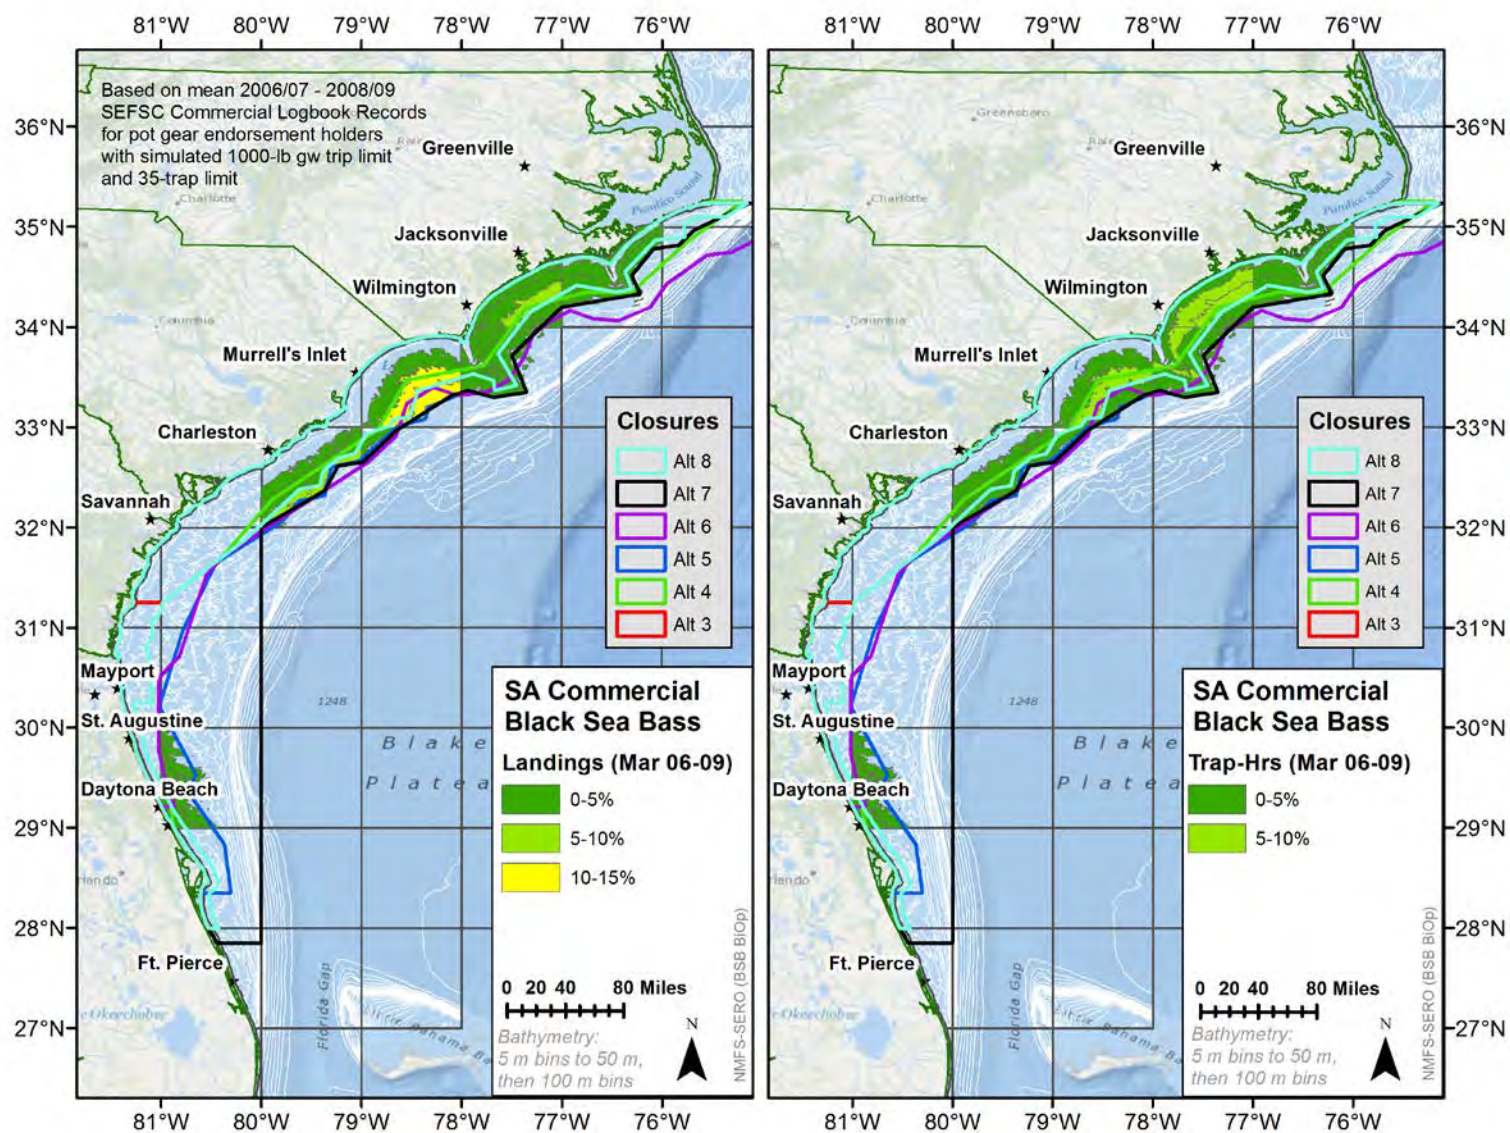 81°W 80°W 79°W 78°W 77°W 76°W
81°W 80°W 79°W 78°W 77°W 76°W
Based on mean 2006/07 - 2008/09
SEFSC Commercial Logbook Records
for pot gear endorsement holders
with simulated 1000-lb gw trip limit
and 35-trap limit
36°N
35°N
34°N
33°N
32°N
31°N
30°N
29°N
28°N
27°N
Charlotte
Columbia
Greenville
Pamlico Sound
Jacksonville
Wilmington
Murrell's Inlet
Charleston
Savannah
Mayport
St. Augustine
Daytona Beach
Ft. Pierce
1248
Blake
Florida Gap
Closures
Alt 8
Alt 7
Alt 6
Alt 5
Alt 4
Alt 3
SA Commercial
Black Sea Bass
Landings (Mar 06-09)
0-5%
5-10%
10-15%
0 20 40 80 Miles
Bathymetry:
5 m bins to 50 m,
then 100 m bins
N
NMFS-SERO (BSB BiOp)
81°W 80°W 79°W 78°W 77°W 76°W
Greensboro
Charlotte
Columbia
Greenville
Pamlico Sound
Jacksonville
Wilmington
Murrell's Inlet
Charleston
Savannah
Mayport
St. Augustine
Daytona Beach
Ft. Pierce
1248
Blake
Florida Gap
36°N
35°N
34°N
33°N
32°N
31°N
30°N
29°N
28°N
27°N
Closures
Alt 8
Alt 7
Alt 6
Alt 5
Alt 4
Alt 3
SA Commercial
Black Sea Bass
Trap-Hrs (Mar 06-09)
0-5%
5-10%
0 20 40 80 Miles
Bathymetry:
5 m bins to 50 m,
then 100 m bins
N
NMFS-SERO (BSB BiOp)
81°W 80°W 79°W 78°W 77°W 76°W